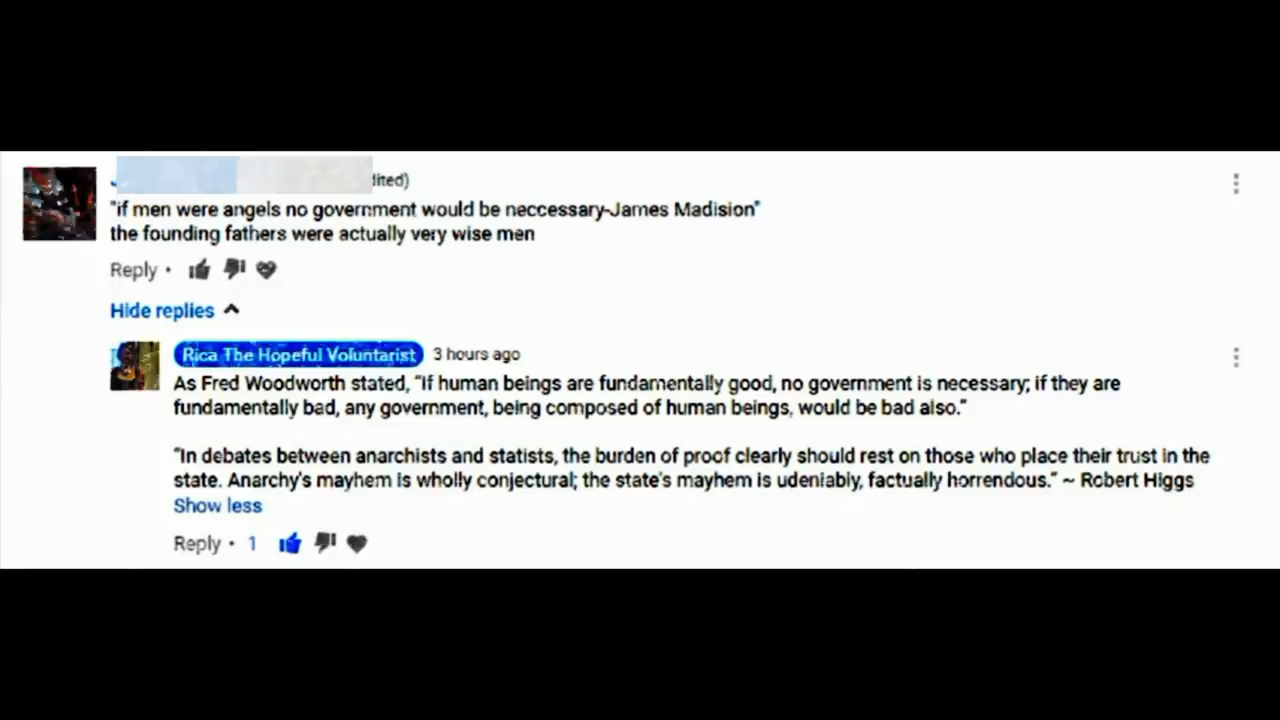 dited)
"if men were angels no government would be neccessary-James Madision"
the founding fathers were actually very wise men
Reply •
Hide replies
Rica The Hopeful Voluntarist 3 hours ago
As Fred Woodworth stated, "If human beings are fundamentally good, no government is necessary; if they are
fundamentally bad, any government, being composed of human beings, would be bad also."
"In debates between anarchists and statists, the burden of proof clearly should rest on those who place their trust in the
state. Anarchy's mayhem is wholly conjectural; the state's mayhem is udeniably, factually horrendous." ~ Robert Higgs
Show less
Reply • 1